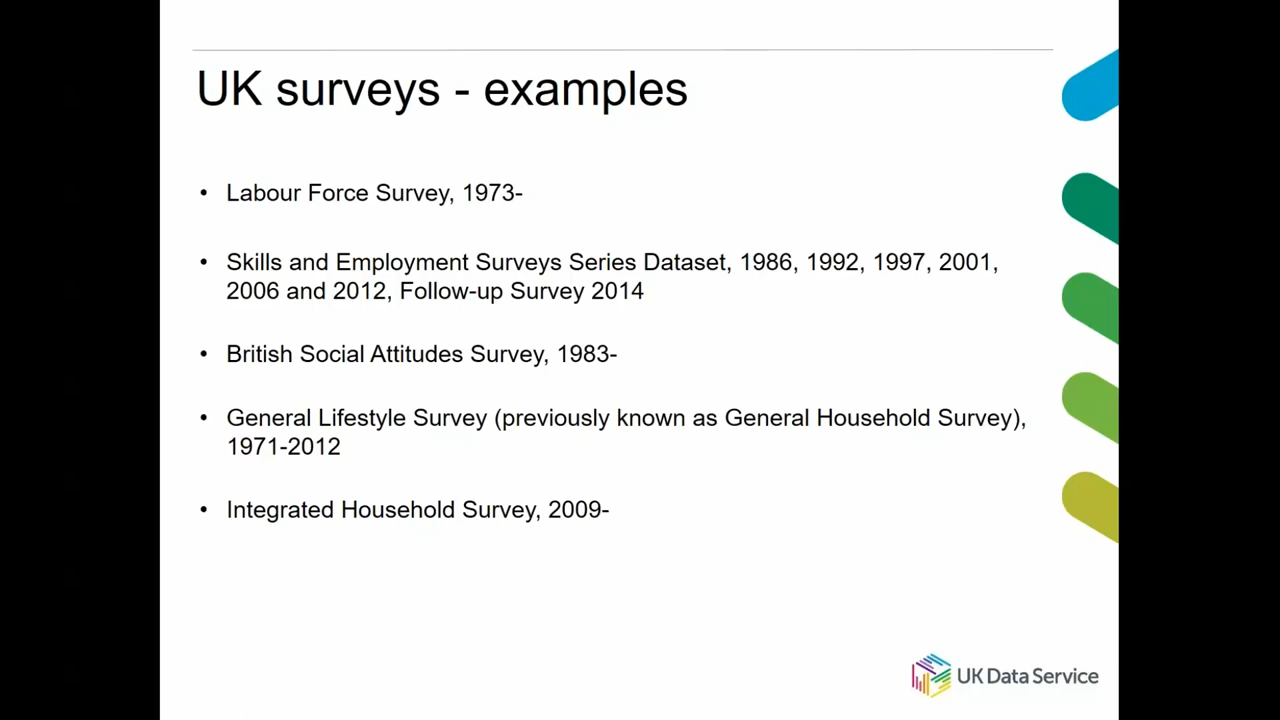 UK surveys - examples
• Labour Force Survey, 1973-
• Skills and Employment Surveys Series Dataset, 1986, 1992, 1997, 2001,
2006 and 2012, Follow-up Survey 2014
• British Social Attitudes Survey, 1983-
• General Lifestyle Survey (previously known as General Household Survey),
1971-2012
• Integrated Household Survey, 2009-
UK Data Service